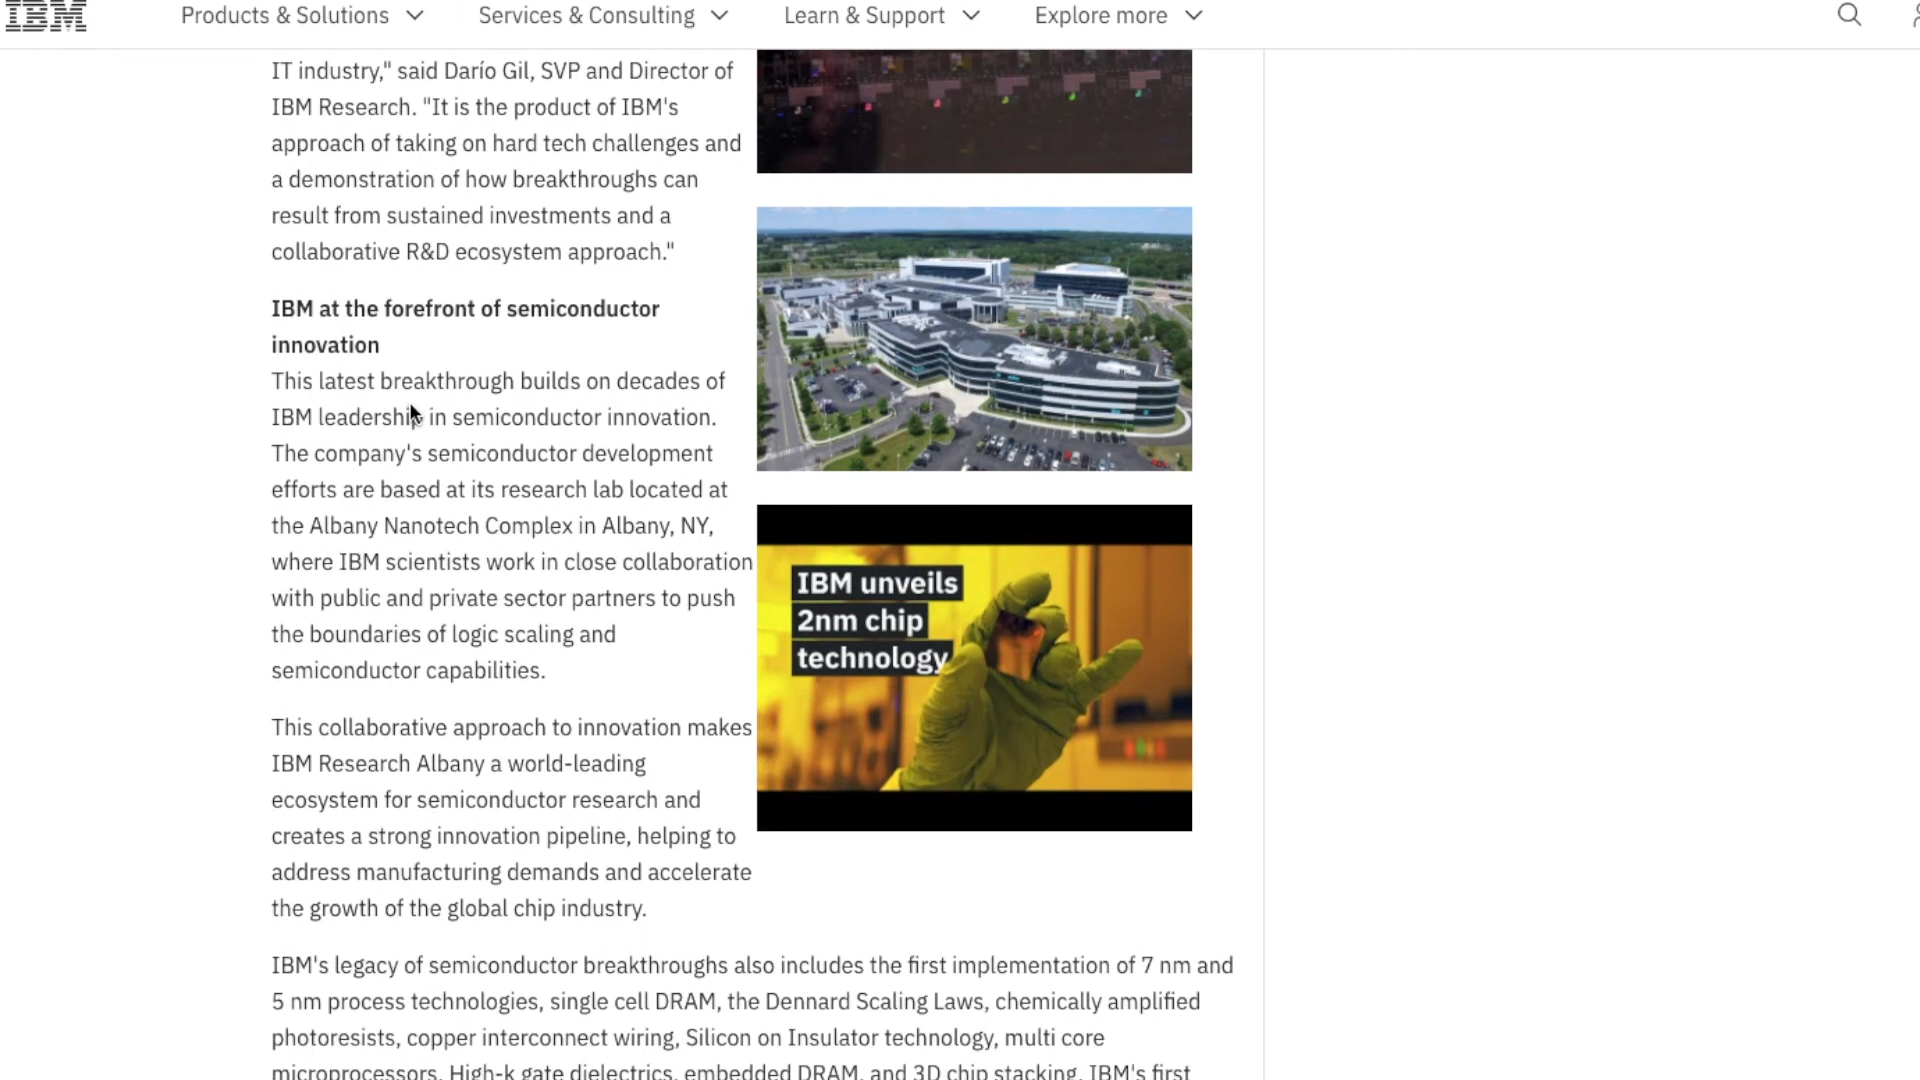 IBM
Products & Solutions
Services & Consulting
Learn & Support
Explore more
IT industry," said Darío Gil, SVP and Director of
IBM Research. "It is the product of IBM's
approach of taking on hard tech challenges and
a demonstration of how breakthroughs can
result from sustained investments and a
collaborative R&D ecosystem approach."
IBM at the forefront of semiconductor
innovation
This latest breakthrough builds on decades of
IBM leadership in semiconductor innovation.
The company's semiconductor development
efforts are based at its research lab located at
the Albany Nanotech Complex in Albany, NY,
where IBM scientists work in close collaboration
with public and private sector partners to push
the boundaries of logic scaling and
semiconductor capabilities.
This collaborative approach to innovation makes
IBM Research Albany a world-leading
ecosystem for semiconductor research and
creates a strong innovation pipeline, helping to
address manufacturing demands and accelerate
the growth of the global chip industry.
IBM unveils
2nm chip
technology
IBM's legacy of semiconductor breakthroughs also includes the first implementation of 7 nm and
5 nm process technologies, single cell DRAM, the Dennard Scaling Laws, chemically amplified
photoresists, copper interconnect wiring, Silicon on Insulator technology, multi core
microprocessors, High-k gate dielectrics, embedded DRAM, and 3D chip stacking. IBM's first